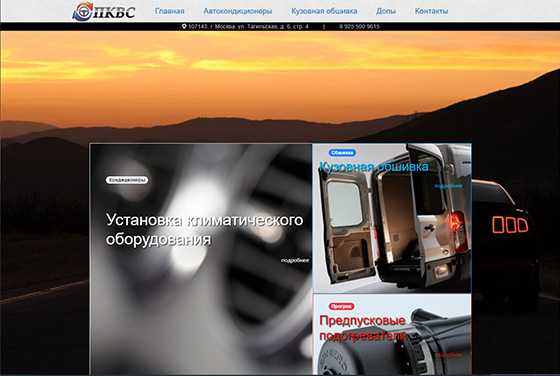 ПКВС
Главная Автокондиционеры Кузовная обшивка Допы Контакты
107143, г. Москва, ул. Тагильская, д. 6, стр. 4 | 8 925 500 9615
Кондиционеры
Установка климатического
оборудования
подробнее
Обшивка
Кузовная обшивка
подробнее
Прогрев
Предпусковые
подогреватели
подробнее